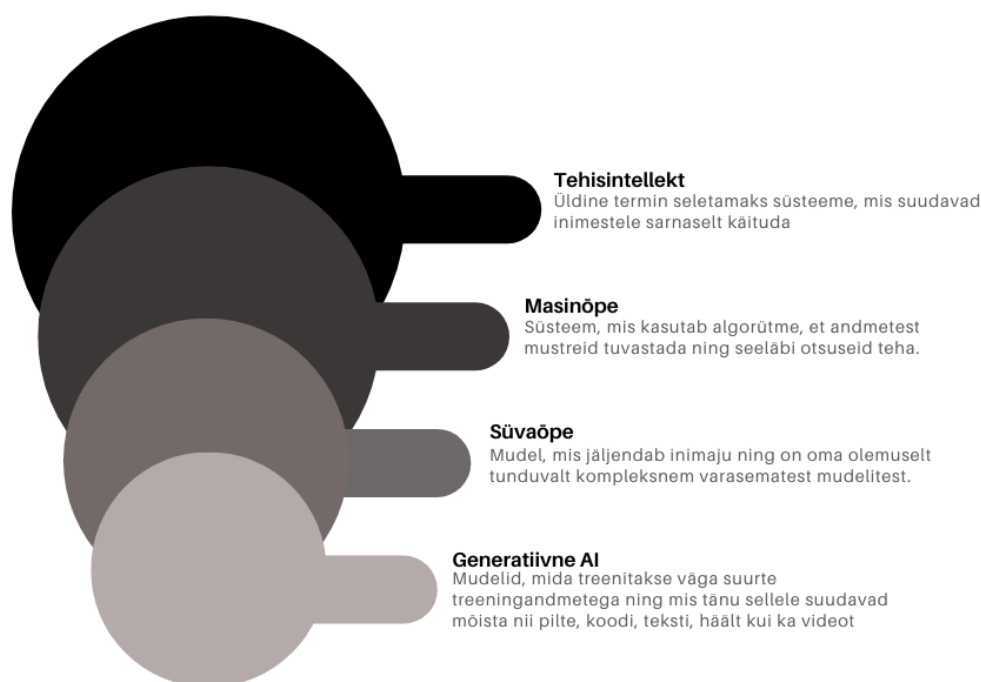 Tehisintellekt
Üldine termin seletamaks süsteeme, mis suudavad
inimestele sarnaselt käituda
Masinõpe
Süsteem, mis kasutab algorütme, et andmetest
mustreid tuvastada ning seeläbi otsuseid teha.
Süvaõpe
Mudel, mis jäljendab inimaju ning on oma olemuselt
tunduvalt kompleksnem varasematest mudelitest.
Generatiivne AI
Mudelid, mida treenitakse väga suurte
treeningandmetega ning mis tänu sellele suudavad
mõista nii pilte, koodi, teksti, häält kui ka videot